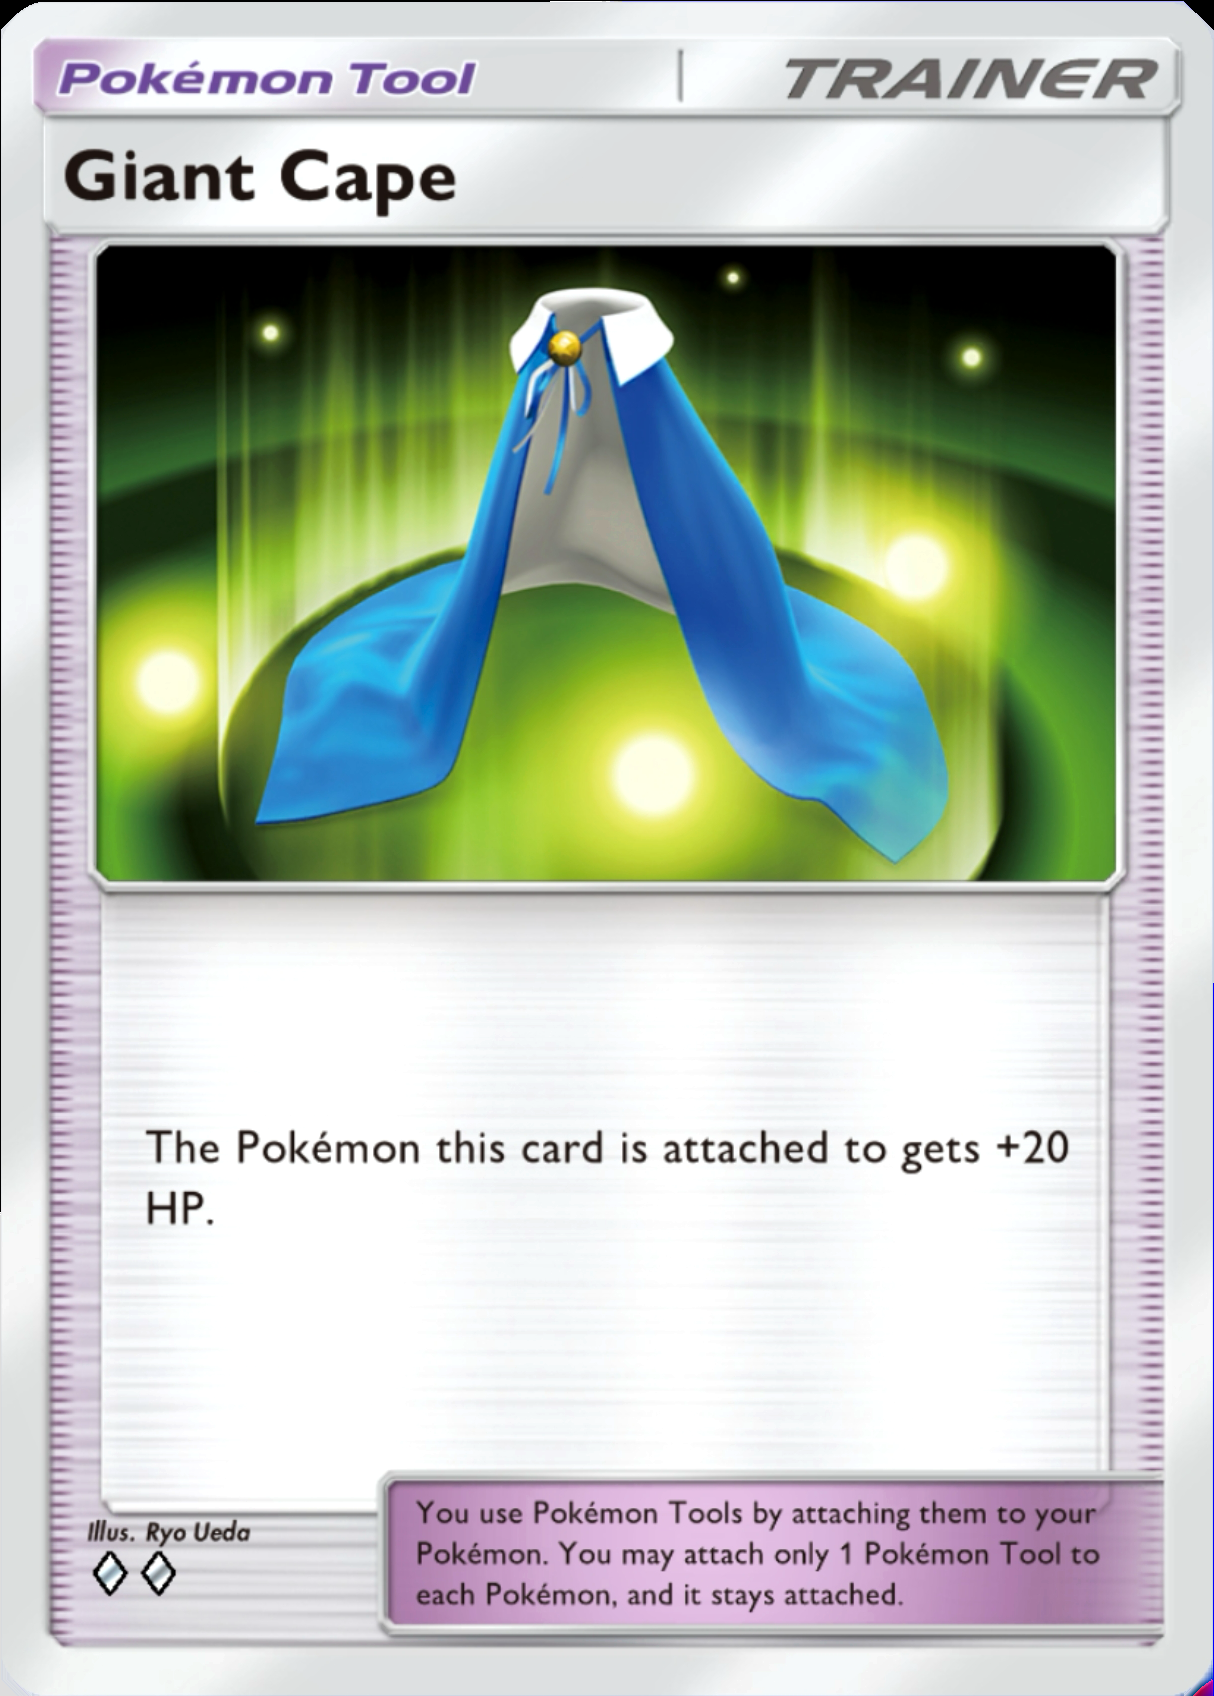 Pokémon Tool TRAINER
Giant Cape
The Pokémon this card is attached to gets +20
HP.
Illus. Ryo Ueda
You use Pokémon Tools by attaching them to your
Pokémon. You may attach only 1 Pokémon Tool to
each Pokémon, and it stays attached.